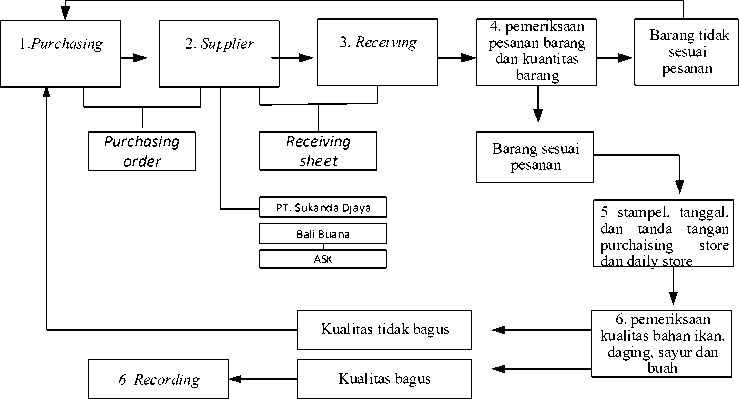 1.Purchasing
2. Supplier
3. Receiving
4. pemeriksaan
pesanan barang
dan kuantitas
barang
Barang tidak
sesuai
pesanan
Purchasing
order
Receiving
sheet
Barang sesuai
pesanan
PT. Sukanda Djaya
Bali Buana
ASK
5 stampel, tanggal,
dan tanda tangan
purchaising store
dan daily store
6. pemeriksaan
kualitas bahan ikan,
daging, sayur dan
buah
Kualitas tidak bagus
Kualitas bagus
6 Recording